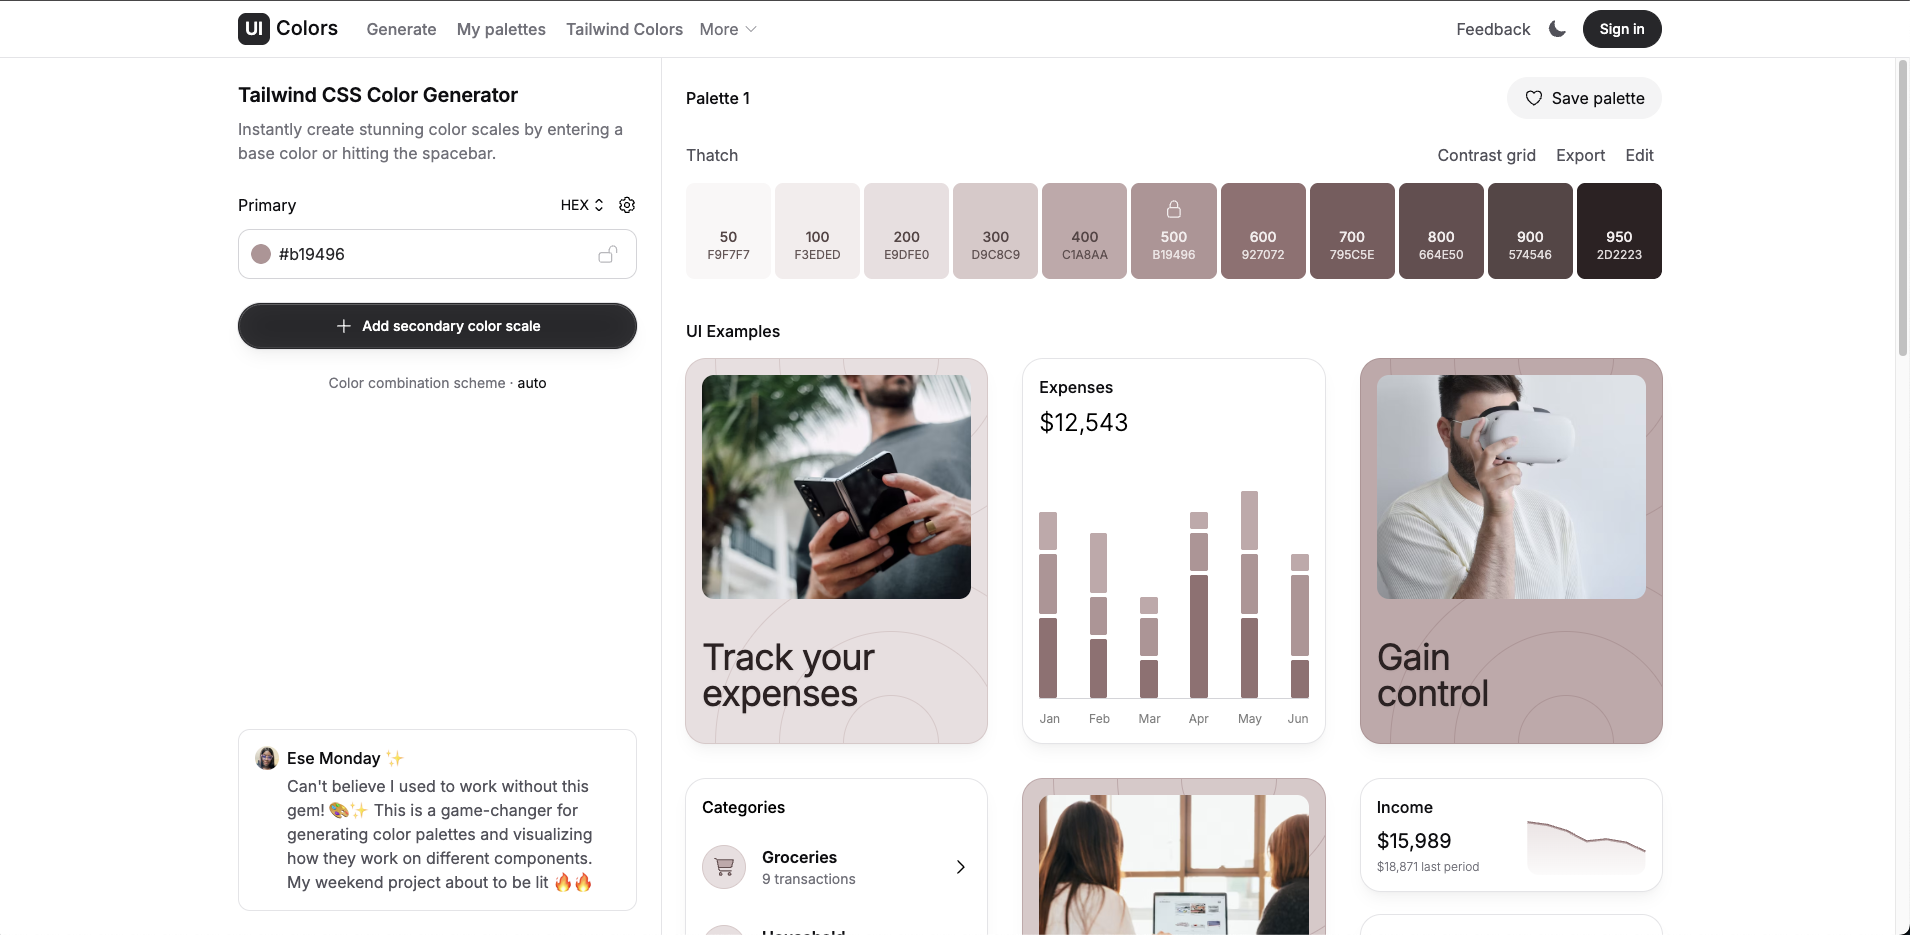 UI Colors
Generate
My palettes
Tailwind Colors
More
Feedback
Sign in
Tailwind CSS Color Generator
Instantly create stunning color scales by entering a
base color or hitting the spacebar.
Primary
HEX
#b19496
Add secondary color scale
Color combination scheme · auto
Ese Monday ✨
Can't believe I used to work without this
gem! 🎨✨ This is a game-changer for
generating color palettes and visualizing
how they work on different components.
My weekend project about to be lit 🔥🔥
Palette 1
Save palette
Thatch
Contrast grid
Export
Edit
50
F9F7F7
100
F3EDED
200
E9DFE0
300
D9C8C9
400
C1A8AA
500
B19496
600
927072
700
795C5E
800
664E50
900
574546
950
2D2223
UI Examples
Track your
expenses
Expenses
$12,543
Jan
Feb
Mar
Apr
May
Jun
Gain
control
Categories
Groceries
9 transactions
Household
Income
$15,989
$18,871 last period